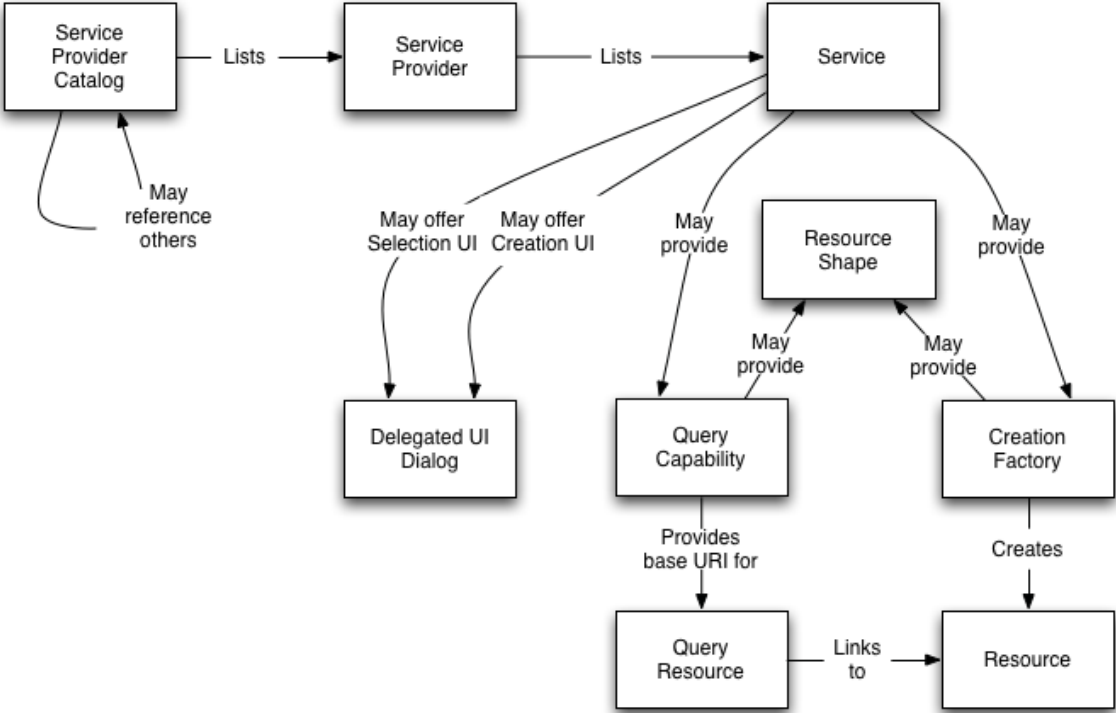 Service
Provider
Catalog
Lists
Service
Provider
Lists
Service
May
reference
others
May offer
Selection UI
May offer
Creation UI
May
provide
Resource
Shape
May
provide
May
provide
May
provide
Delegated UI
Dialog
Query
Capability
Creation
Factory
Provides
base URI for
Creates
Query
Resource
Links
to
Resource